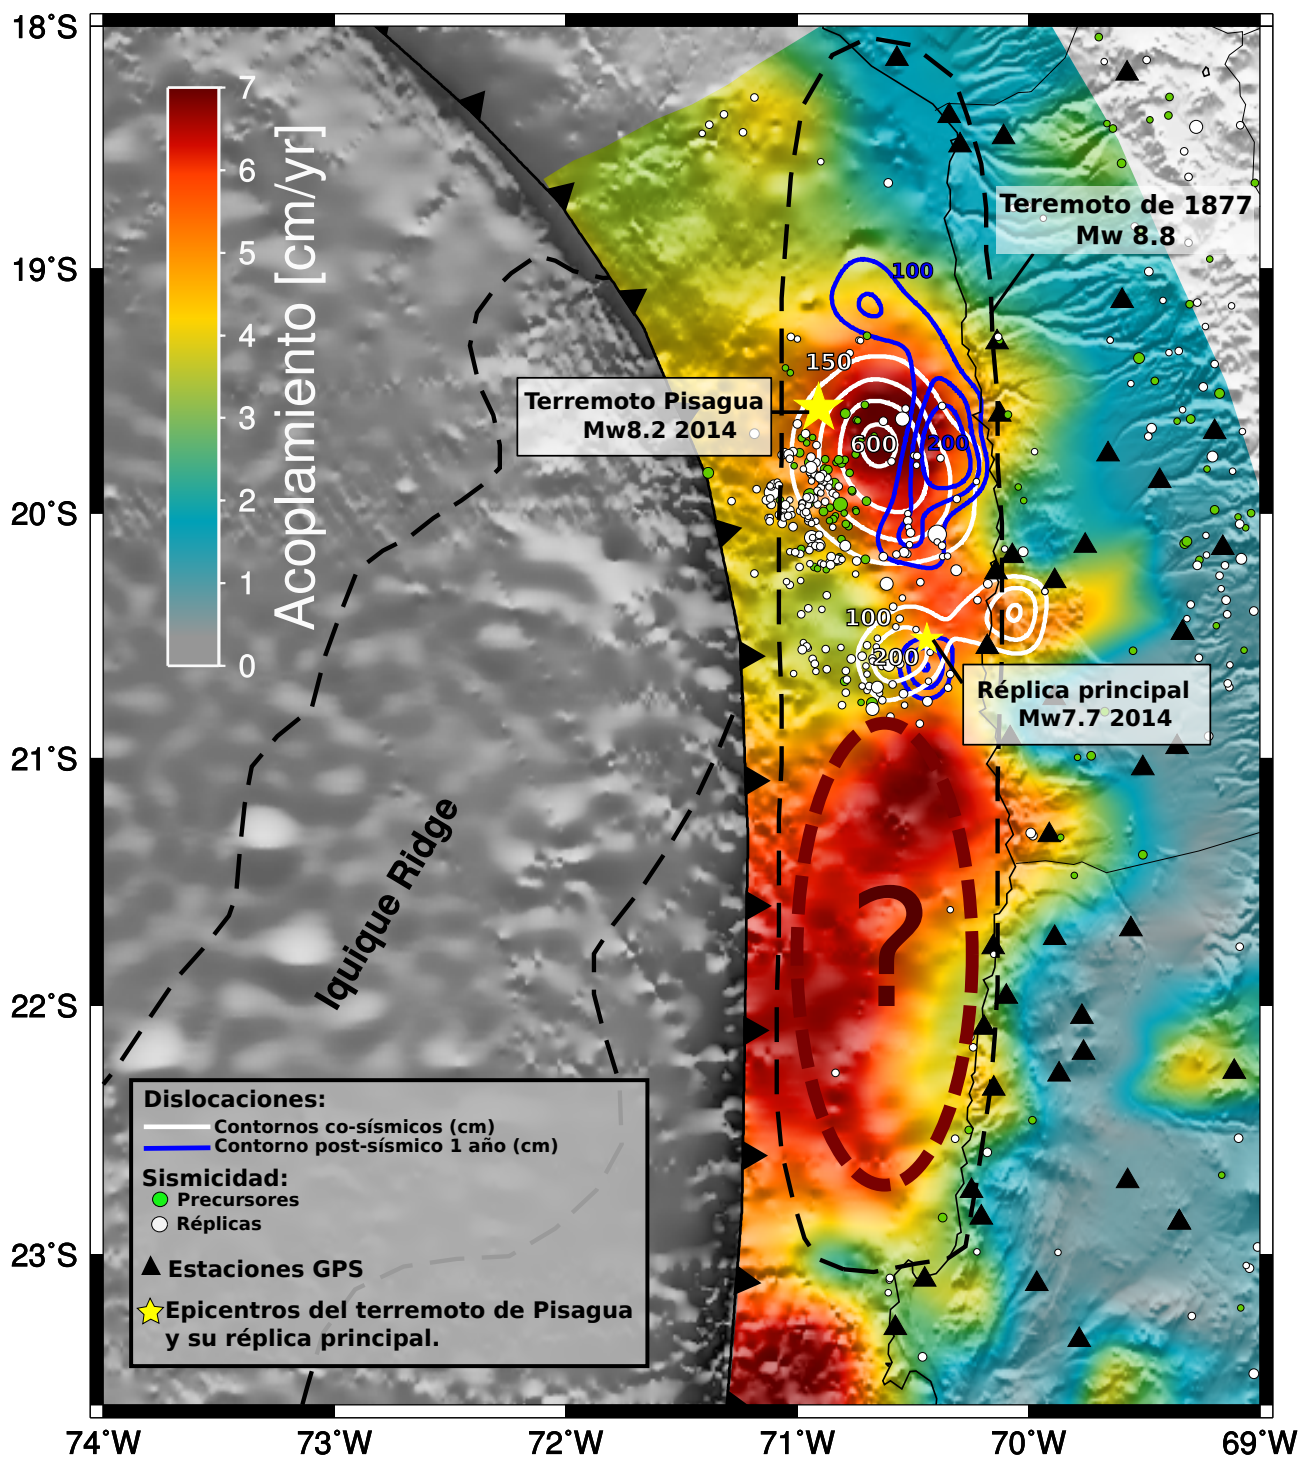 18°S
19°S
20°S
21°S
22°S
23°S
74°W
73°W
72°W
71°W
70°W
69°W
7
6
5
4
3
2
1
0
Acoplamiento [cm/yr]
Teremoto de 1877
Mw 8.8
100
150
Terremoto Pisagua
Mw8.2 2014
600
200
100
200
Réplica principal
Mw7.7 2014
Iquique Ridge
?
Dislocaciones:
Contornos co-sísmicos (cm)
Contorno post-sísmico 1 año (cm)
Sismicidad:
Precursores
Réplicas
Estaciones GPS
Epicentros del terremoto de Pisagua
y su réplica principal.